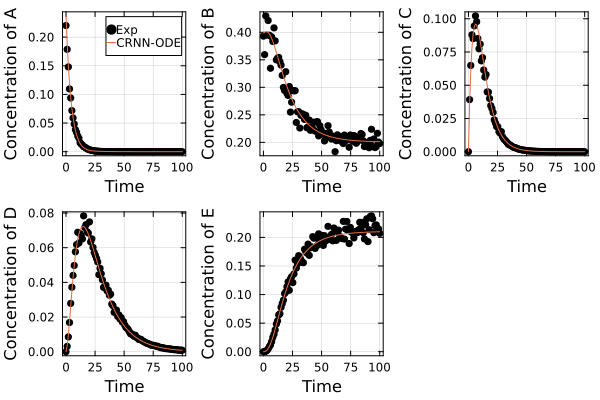 Concentration of A
0.20
0.15
0.10
0.05
0.00
Exp
CRNN-ODE
0 25 50 75 100
Time
Concentration of B
0.40
0.35
0.30
0.25
0.20
0 25 50 75 100
Time
Concentration of C
0.100
0.075
0.050
0.025
0.000
0 25 50 75 100
Time
Concentration of D
0.08
0.06
0.04
0.02
0.00
0 25 50 75 100
Time
Concentration of E
0.20
0.15
0.10
0.05
0.00
0 25 50 75 100
Time